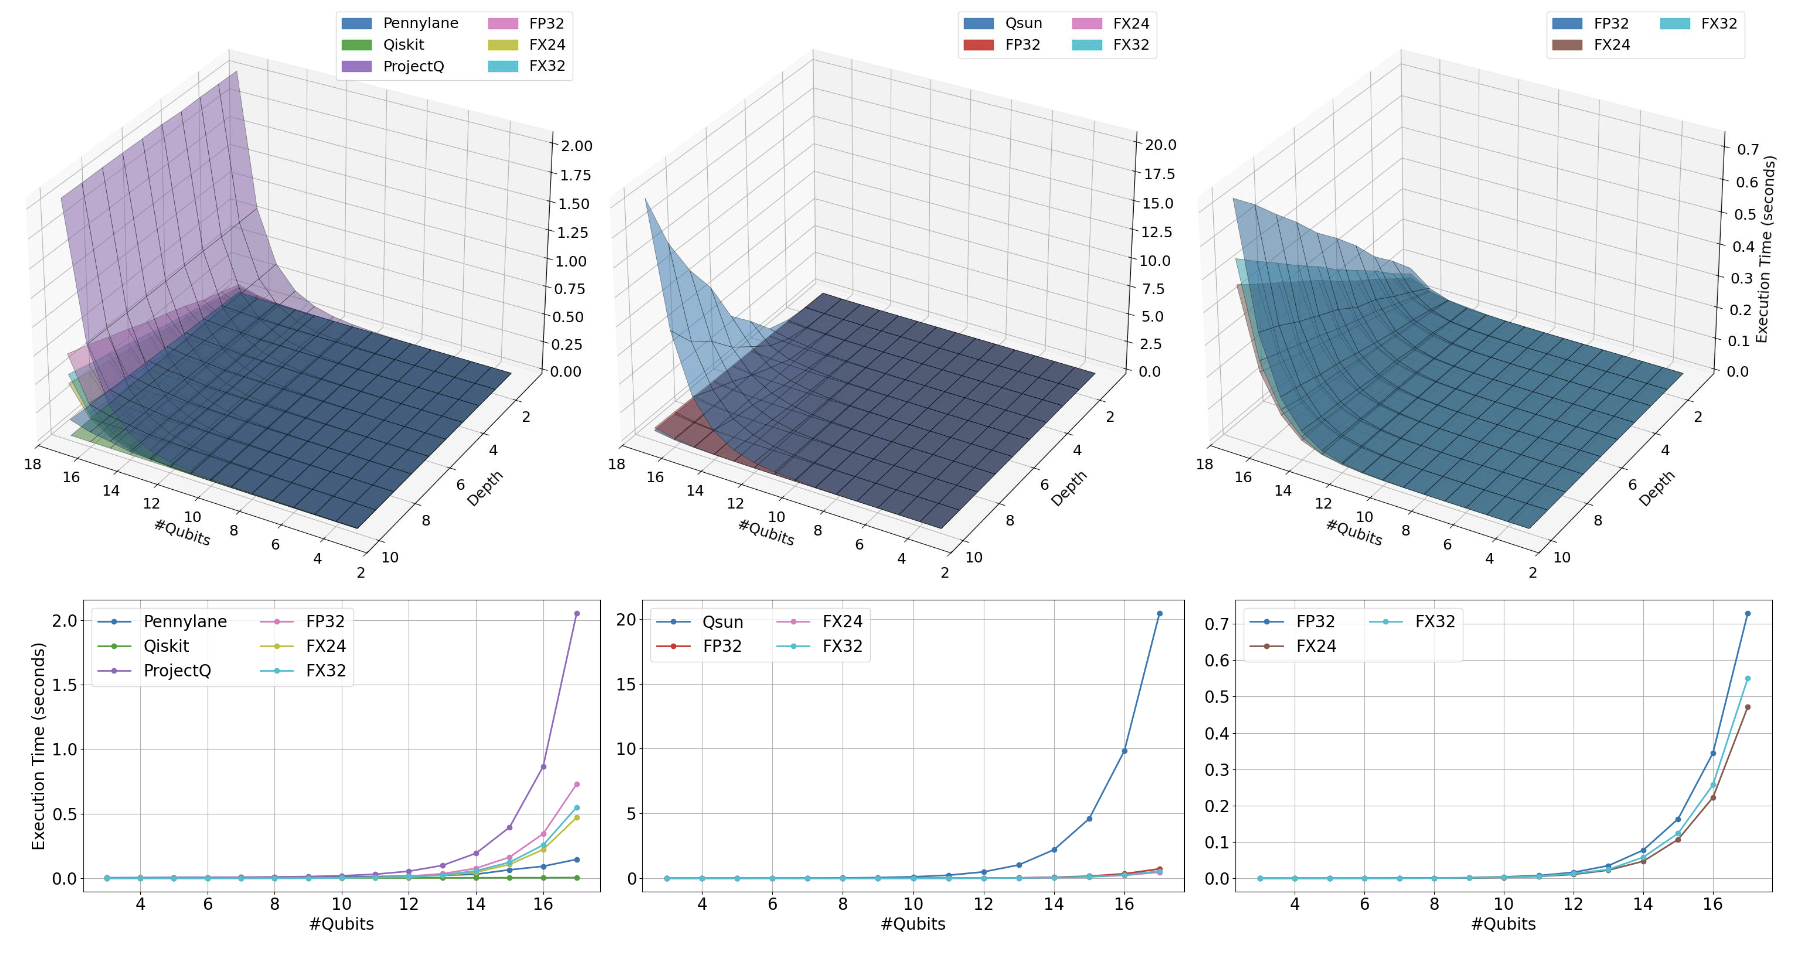 Pennylane FP32
Qiskit FX24
ProjectQ FX32
2.00
1.75
1.50
1.25
1.00
0.75
0.50
0.25
0.00
18 16 14 12 10 8 6 4 2
#Qubits
2 4 6 8 10
Depth
Qsun FX24
FP32 FX32
20.0
17.5
15.0
12.5
10.0
7.5
5.0
2.5
0.0
18 16 14 12 10 8 6 4 2
#Qubits
2 4 6 8 10
Depth
FP32 FX32
FX24
0.7
0.6
0.5
0.4
0.3
0.2
0.1
0.0
Execution Time (seconds)
18 16 14 12 10 8 6 4 2
#Qubits
2 4 6 8 10
Depth
Pennylane FP32
Qiskit FX24
ProjectQ FX32
2.0
1.5
1.0
0.5
0.0
Execution Time (seconds)
4 6 8 10 12 14 16
#Qubits
Qsun FX24
FP32 FX32
20
15
10
5
0
4 6 8 10 12 14 16
#Qubits
FP32 FX32
FX24
0.7
0.6
0.5
0.4
0.3
0.2
0.1
0.0
4 6 8 10 12 14 16
#Qubits